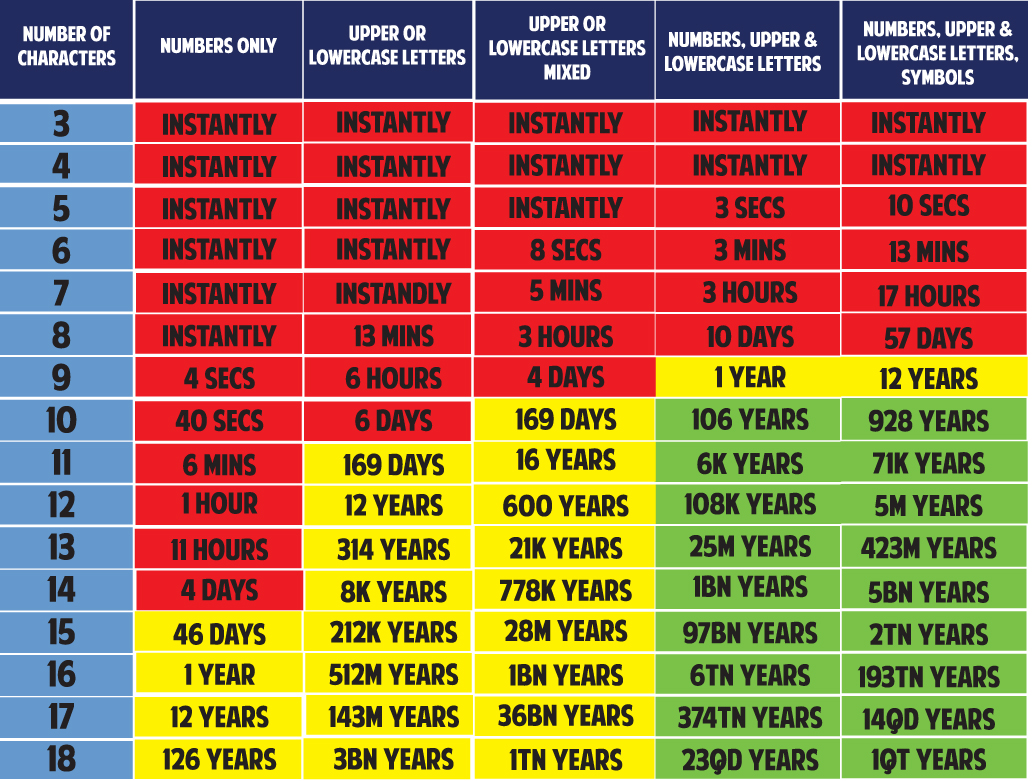 NUMBER OF
CHARACTERS
NUMBERS ONLY
UPPER OR
LOWERCASE LETTERS
UPPER OR
LOWERCASE LETTERS
MIXED
NUMBERS, UPPER &
LOWERCASE LETTERS
NUMBERS, UPPER &
LOWERCASE LETTERS,
SYMBOLS
3 INSTANTLY INSTANTLY INSTANTLY INSTANTLY INSTANTLY
4 INSTANTLY INSTANTLY INSTANTLY INSTANTLY INSTANTLY
5 INSTANTLY INSTANTLY INSTANTLY 3 SECS 10 SECS
6 INSTANTLY INSTANTLY 8 SECS 3 MINS 13 MINS
7 INSTANTLY INSTANDLY 5 MINS 3 HOURS 17 HOURS
8 INSTANTLY 13 MINS 3 HOURS 10 DAYS 57 DAYS
9 4 SECS 6 HOURS 4 DAYS 1 YEAR 12 YEARS
10 40 SECS 6 DAYS 169 DAYS 106 YEARS 928 YEARS
11 6 MINS 169 DAYS 16 YEARS 6K YEARS 71K YEARS
12 1 HOUR 12 YEARS 600 YEARS 108K YEARS 5M YEARS
13 11 HOURS 314 YEARS 21K YEARS 25M YEARS 423M YEARS
14 4 DAYS 8K YEARS 778K YEARS 1BN YEARS 5BN YEARS
15 46 DAYS 212K YEARS 28M YEARS 97BN YEARS 2TN YEARS
16 1 YEAR 512M YEARS 1BN YEARS 6TN YEARS 193TN YEARS
17 12 YEARS 143M YEARS 36BN YEARS 374TN YEARS 14QD YEARS
18 126 YEARS 3BN YEARS 1TN YEARS 23QD YEARS 1QT YEARS